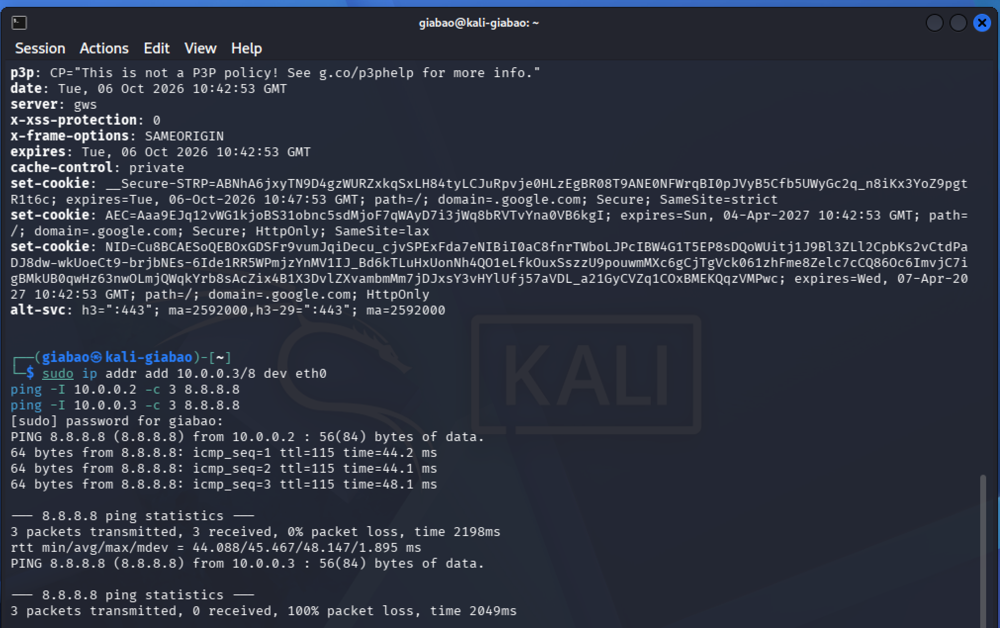 giabao@kali-giabao: ~
Session Actions Edit View Help
p3p: CP="This is not a P3P policy! See g.co/p3phelp for more info."
date: Tue, 06 Oct 2026 10:42:53 GMT
server: gws
x-xss-protection: 0
x-frame-options: SAMEORIGIN
expires: Tue, 06 Oct 2026 10:42:53 GMT
cache-control: private
set-cookie: __Secure-STRP=ABNhA6jxyTN9D4gzWURZxkqSxLH84tyLCJuRpvje0HLzEgBR08T9ANE0NFWrqBI0pJVyB5Cfb5UWyGc2q_n8iKx3YoZ9pgt
R1t6c; expires=Tue, 06-Oct-2026 10:47:53 GMT; path=/; domain=.google.com; Secure; SameSite=strict
set-cookie: AEC=Aaa9EJq12vWG1kjoBS31obnc5sdMjoF7qWAyD7i3jWq8bRVTvYna0VB6kgI; expires=Sun, 04-Apr-2027 10:42:53 GMT; path=
/; domain=.google.com; Secure; HttpOnly; SameSite=lax
set-cookie: NID=Cu8BCAESoQEBOxGDSFr9vumJqiDecu_cjvSPExFda7eNIBiI0aC8fnrTWboLJPcIBW4G1T5EP8sDQoWUitj1J9Bl3ZLl2CpbKs2vCtdPa
DJ8dw-wkUoeCt9-brjbNEs-6Ide1RR5WPmjzYnMV1IJ_Bd6kTLuHxUonNh4QO1eLfkOuxSszzU9pouwmMXc6gCjTgVck061zhFme8Zelc7cCQ86Oc6ImvjC7i
gBMkUB0qwHz63nwOLmjQWqkYrb8sAcZix4B1X3DvlZXvambmMm7jDJxsY3vHYlUfj57aVDL_a21GyCVZq1COxBMEKQqzVMPwc; expires=Wed, 07-Apr-20
27 10:42:53 GMT; path=/; domain=.google.com; HttpOnly
alt-svc: h3=":443"; ma=2592000,h3-29=":443"; ma=2592000
┌──(giabao㉿kali-giabao)-[~]
└─$ sudo ip addr add 10.0.0.3/8 dev eth0
ping -I 10.0.0.2 -c 3 8.8.8.8
ping -I 10.0.0.3 -c 3 8.8.8.8
[sudo] password for giabao:
PING 8.8.8.8 (8.8.8.8) from 10.0.0.2 : 56(84) bytes of data.
64 bytes from 8.8.8.8: icmp_seq=1 ttl=115 time=44.2 ms
64 bytes from 8.8.8.8: icmp_seq=2 ttl=115 time=44.1 ms
64 bytes from 8.8.8.8: icmp_seq=3 ttl=115 time=48.1 ms
--- 8.8.8.8 ping statistics ---
3 packets transmitted, 3 received, 0% packet loss, time 2198ms
rtt min/avg/max/mdev = 44.088/45.467/48.147/1.895 ms
PING 8.8.8.8 (8.8.8.8) from 10.0.0.3 : 56(84) bytes of data.
--- 8.8.8.8 ping statistics ---
3 packets transmitted, 0 received, 100% packet loss, time 2049ms
KALI